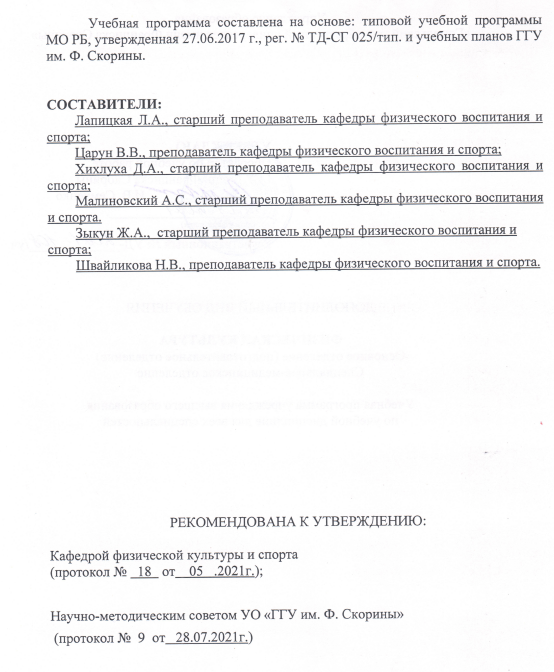 Учебная программа составлена на основе: типовой учебной программы
МО РБ, утвержденная 27.06.2017 г., рег. № ТД-СГ 025/тип. и учебных планов ГГУ
им. Ф. Скорины.
СОСТАВИТЕЛИ:
Лапицкая Л.А., старший преподаватель кафедры физического воспитания и
спорта;
Царун В.В., преподаватель кафедры физического воспитания и спорта;
Хихлуха Д.А., старший преподаватель кафедры физического воспитания и
спорта;
Малиновский А.С., старший преподаватель кафедры физического воспитания
и спорта.
Зыкун Ж.А., старший преподаватель кафедры физического воспитания и
спорта;
Швайликова Н.В., преподаватель кафедры физического воспитания и спорта.
РЕКОМЕНДОВАНА К УТВЕРЖДЕНИЮ:
Кафедрой физической культуры и спорта
(протокол № 18 от 05 .2021г.);
Научно-методическим советом УО «ГГУ им. Ф. Скорины»
(протокол № 9 от 28.07.2021г.)